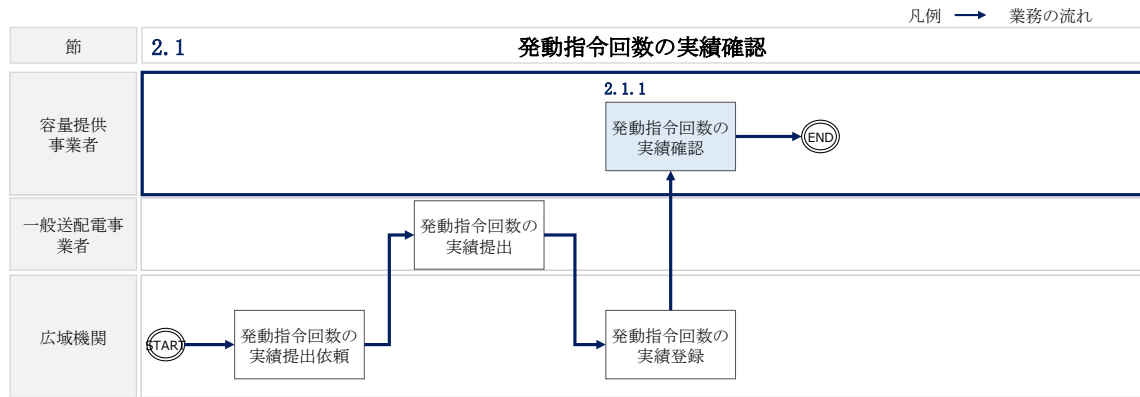 凡例
業務の流れ
節
2.1
発動指令回数の実績確認
容量提供
事業者
2.1.1
発動指令回数の
実績確認
END
一般送配電事
業者
発動指令回数の
実績提出
広域機関
START
発動指令回数の
実績提出依頼
発動指令回数の
実績登録